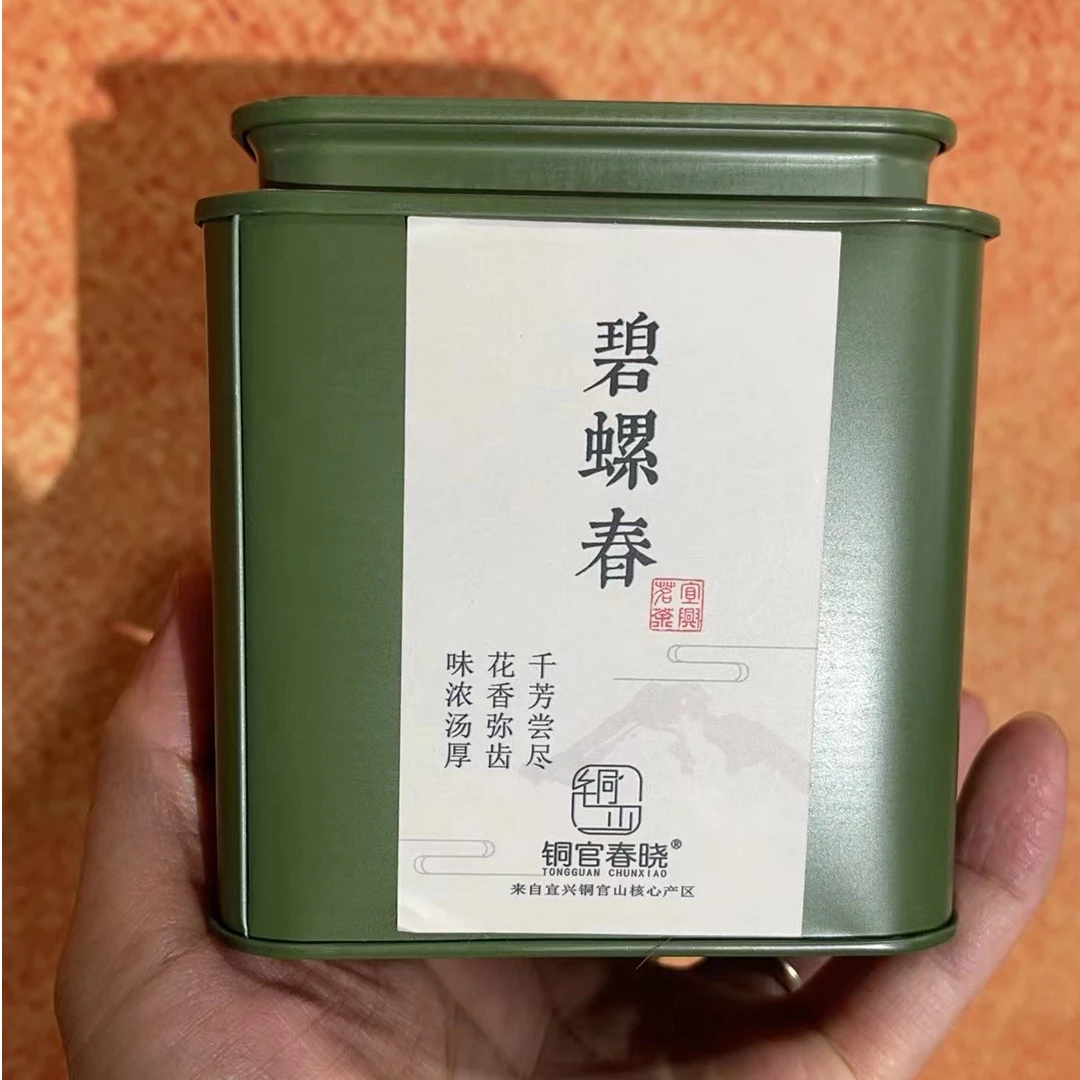 碧螺春
宜興
茗茶
千芳尝尽
花香弥齿
味浓汤厚
铜山
铜官春晓®
TONGGUAN CHUNXIAO
来自宜兴铜官山核心产区